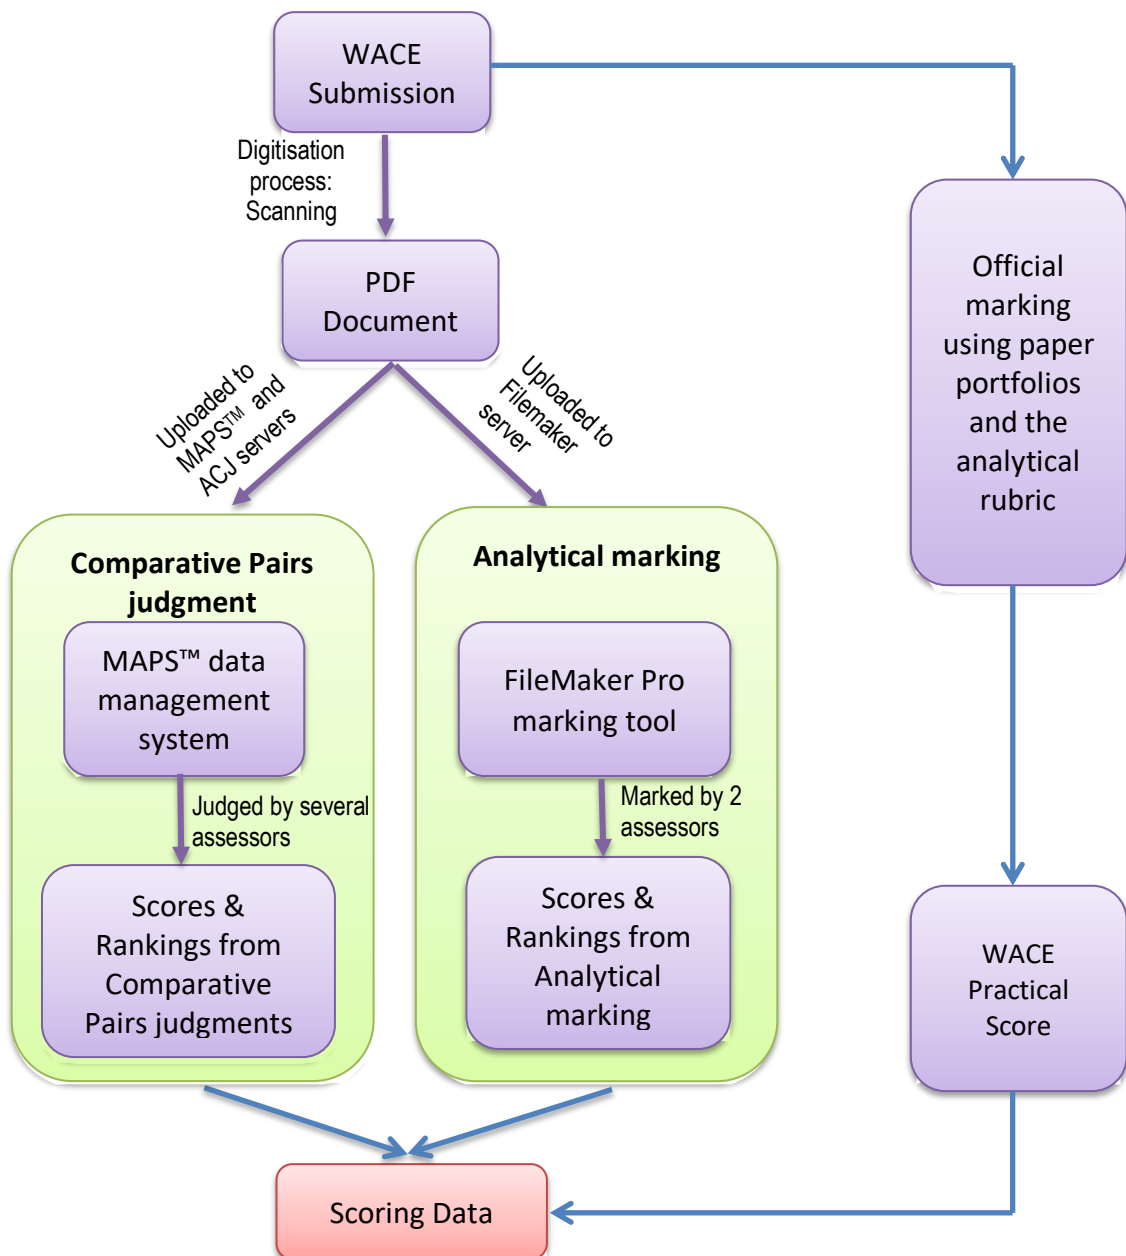 WACE
Submission
Digitisation
process:
Scanning
PDF
Document
Official
marking
using paper
portfolios
and the
analytical
rubric
Uploaded to
MAPS™ and
ACJ servers
Uploaded to
Filemaker
server
Comparative Pairs
judgment
MAPS™ data
management
system
Judged by several
assessors
Scores &
Rankings from
Comparative
Pairs judgments
Analytical marking
FileMaker Pro
marking tool
Marked by 2
assessors
Scores &
Rankings from
Analytical
marking
WACE
Practical
Score
Scoring Data